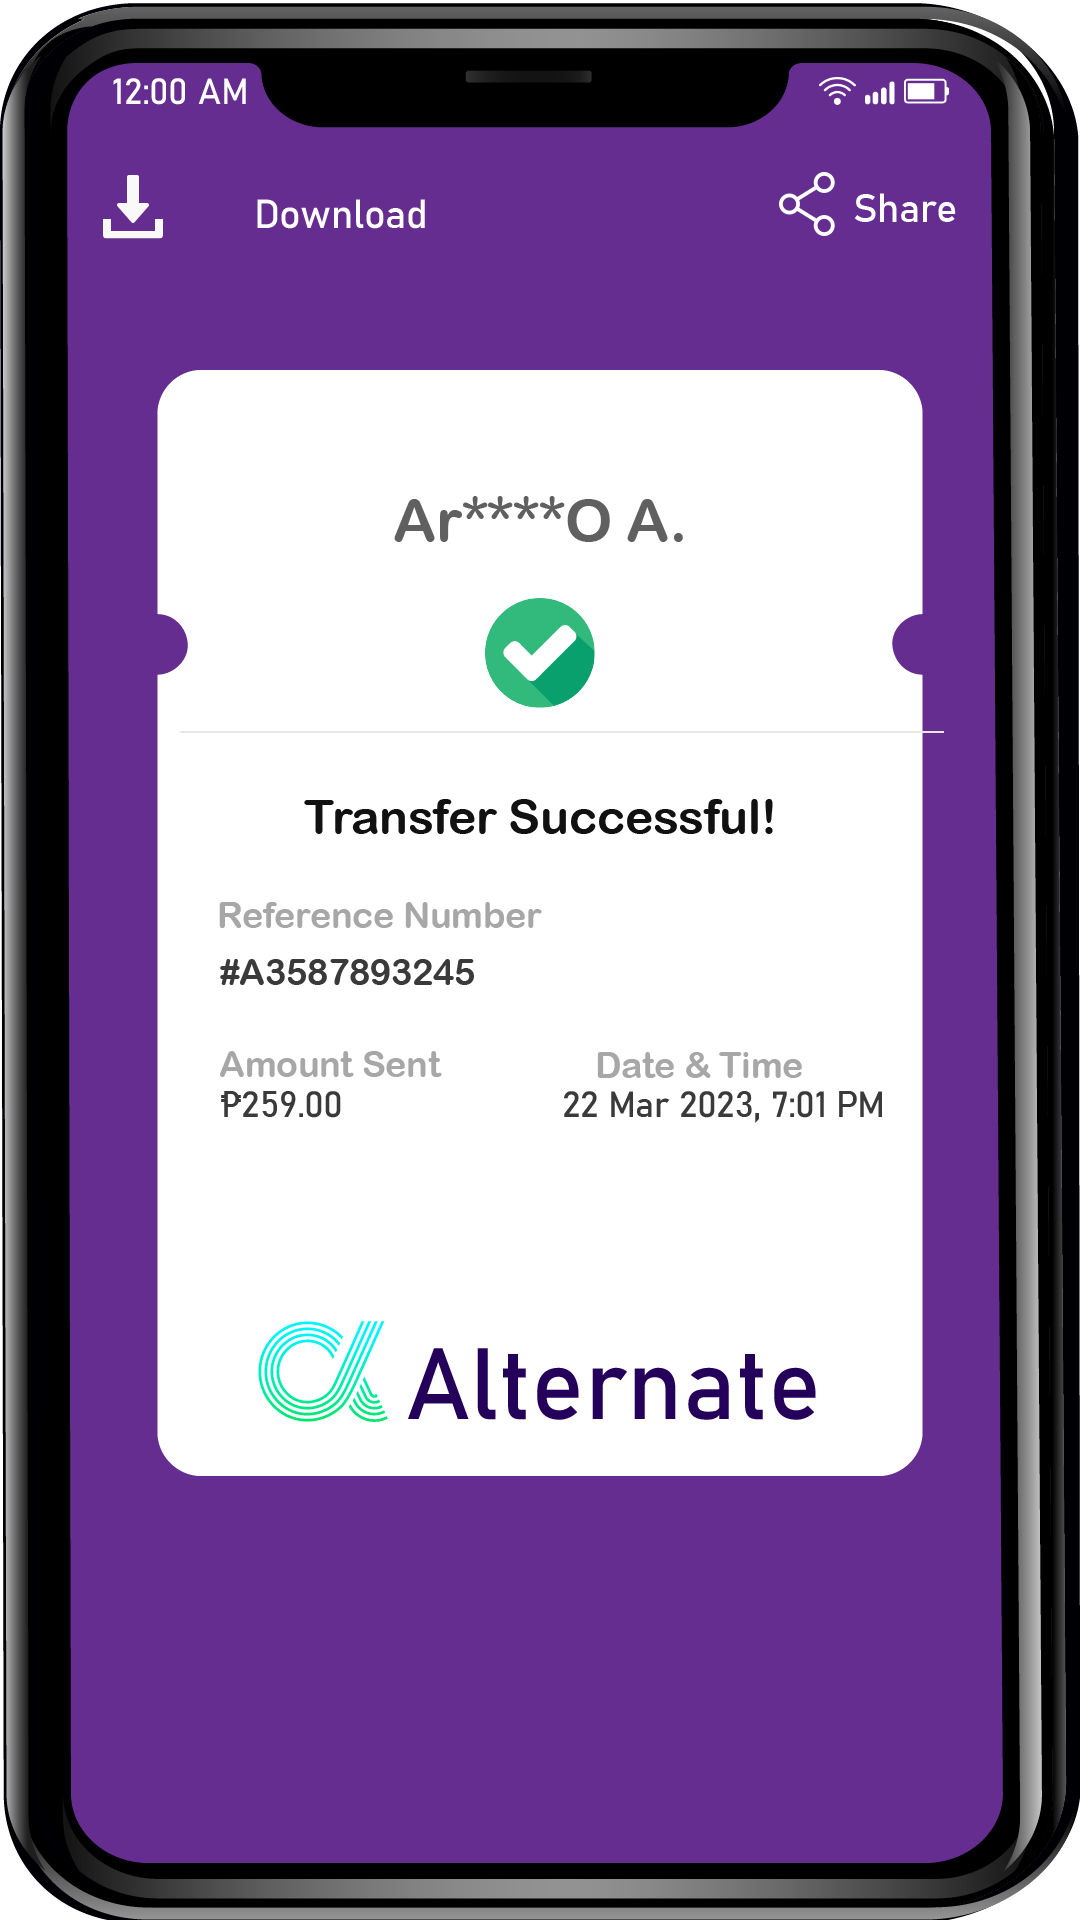 12:00 AM
Download
Share
Ar****O A.
Transfer Successful!
Reference Number
#A3587893245
Amount Sent
Date & Time
₱259.00
22 Mar 2023, 7:01 PM
Alternate